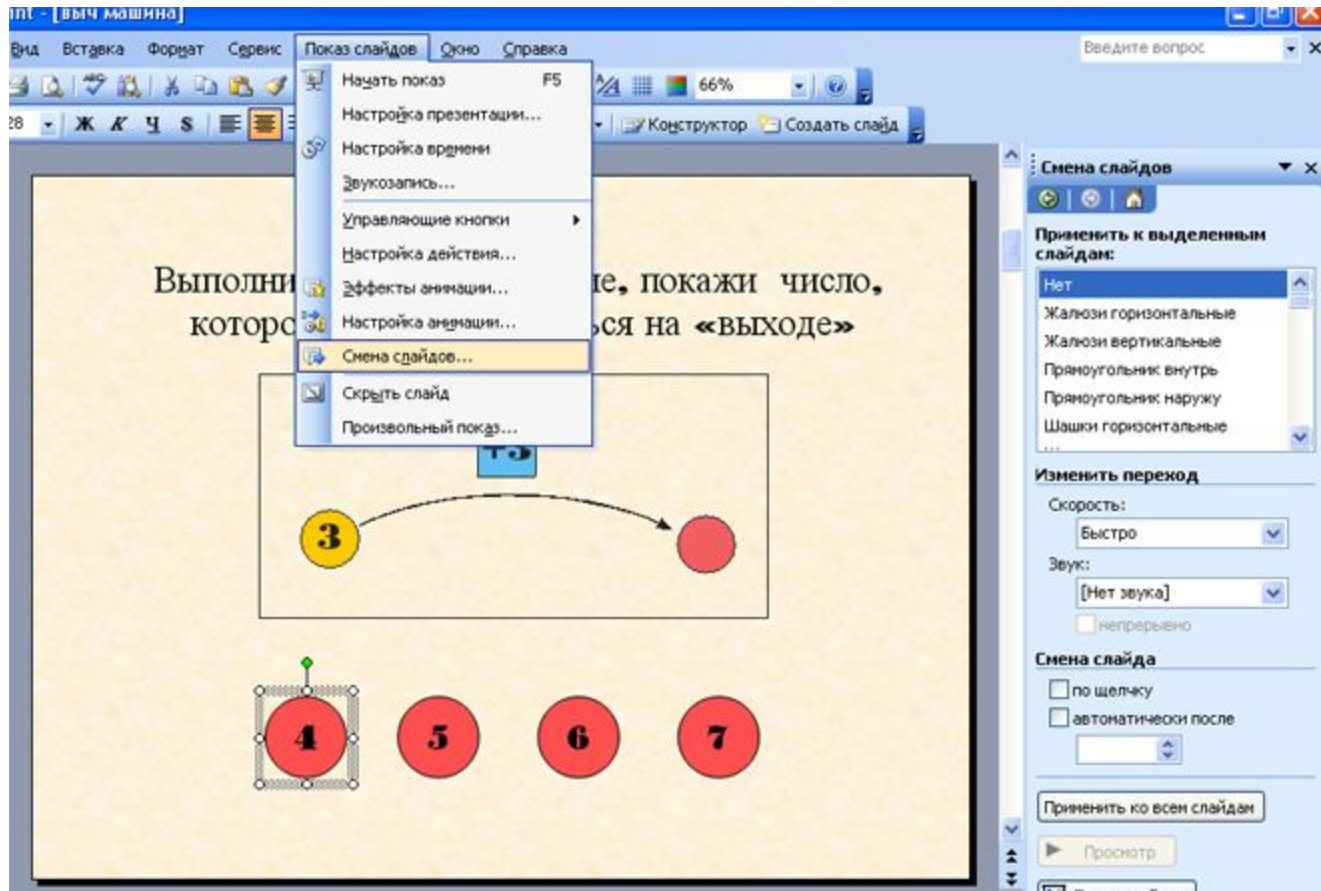 int - [выч машина]
Вид Вставка Формат Сервис Показ слайдов Окно Справка Введите вопрос
66%
28 Ж К Ч S Конструктор Создать слайд
Начать показ F5
Настройка презентации...
Настройка времени
Звукозапись...
Управляющие кнопки
Настройка действия...
Эффекты анимации...
Настройка анимации...
Смена слайдов...
Скрыть слайд
Произвольный показ...
Выполни е, покажи число,
которо ься на «выходе»
+3
3
4 5 6 7
Смена слайдов
Применить к выделенным
слайдам:
Нет
Жалюзи горизонтальные
Жалюзи вертикальные
Прямоугольник внутрь
Прямоугольник наружу
Шашки горизонтальные
Изменить переход
Скорость:
Быстро
Звук:
[Нет звука]
непрерывно
Смена слайда
по щелчку
автоматически после
Применить ко всем слайдам
Просмотр